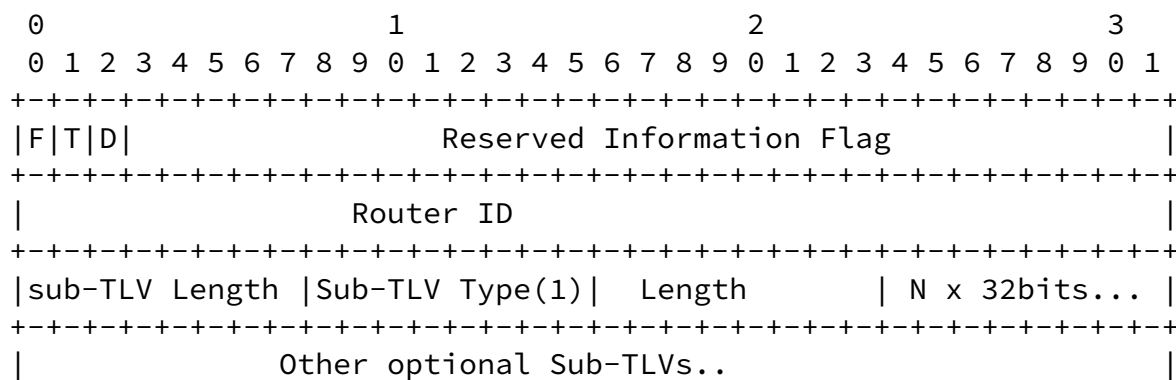 0                   1                   2                   3
 0 1 2 3 4 5 6 7 8 9 0 1 2 3 4 5 6 7 8 9 0 1 2 3 4 5 6 7 8 9 0 1
+-+-+-+-+-+-+-+-+-+-+-+-+-+-+-+-+-+-+-+-+-+-+-+-+-+-+-+-+-+-+-+-+
|F|T|D|                 Reserved Information Flag               |
+-+-+-+-+-+-+-+-+-+-+-+-+-+-+-+-+-+-+-+-+-+-+-+-+-+-+-+-+-+-+-+-+
|                  Router ID                                    |
+-+-+-+-+-+-+-+-+-+-+-+-+-+-+-+-+-+-+-+-+-+-+-+-+-+-+-+-+-+-+-+-+
|sub-TLV Length |Sub-TLV Type(1)|  Length       | N x 32bits... |
+-+-+-+-+-+-+-+-+-+-+-+-+-+-+-+-+-+-+-+-+-+-+-+-+-+-+-+-+-+-+-+-+
|              Other optional Sub-TLVs..                        |